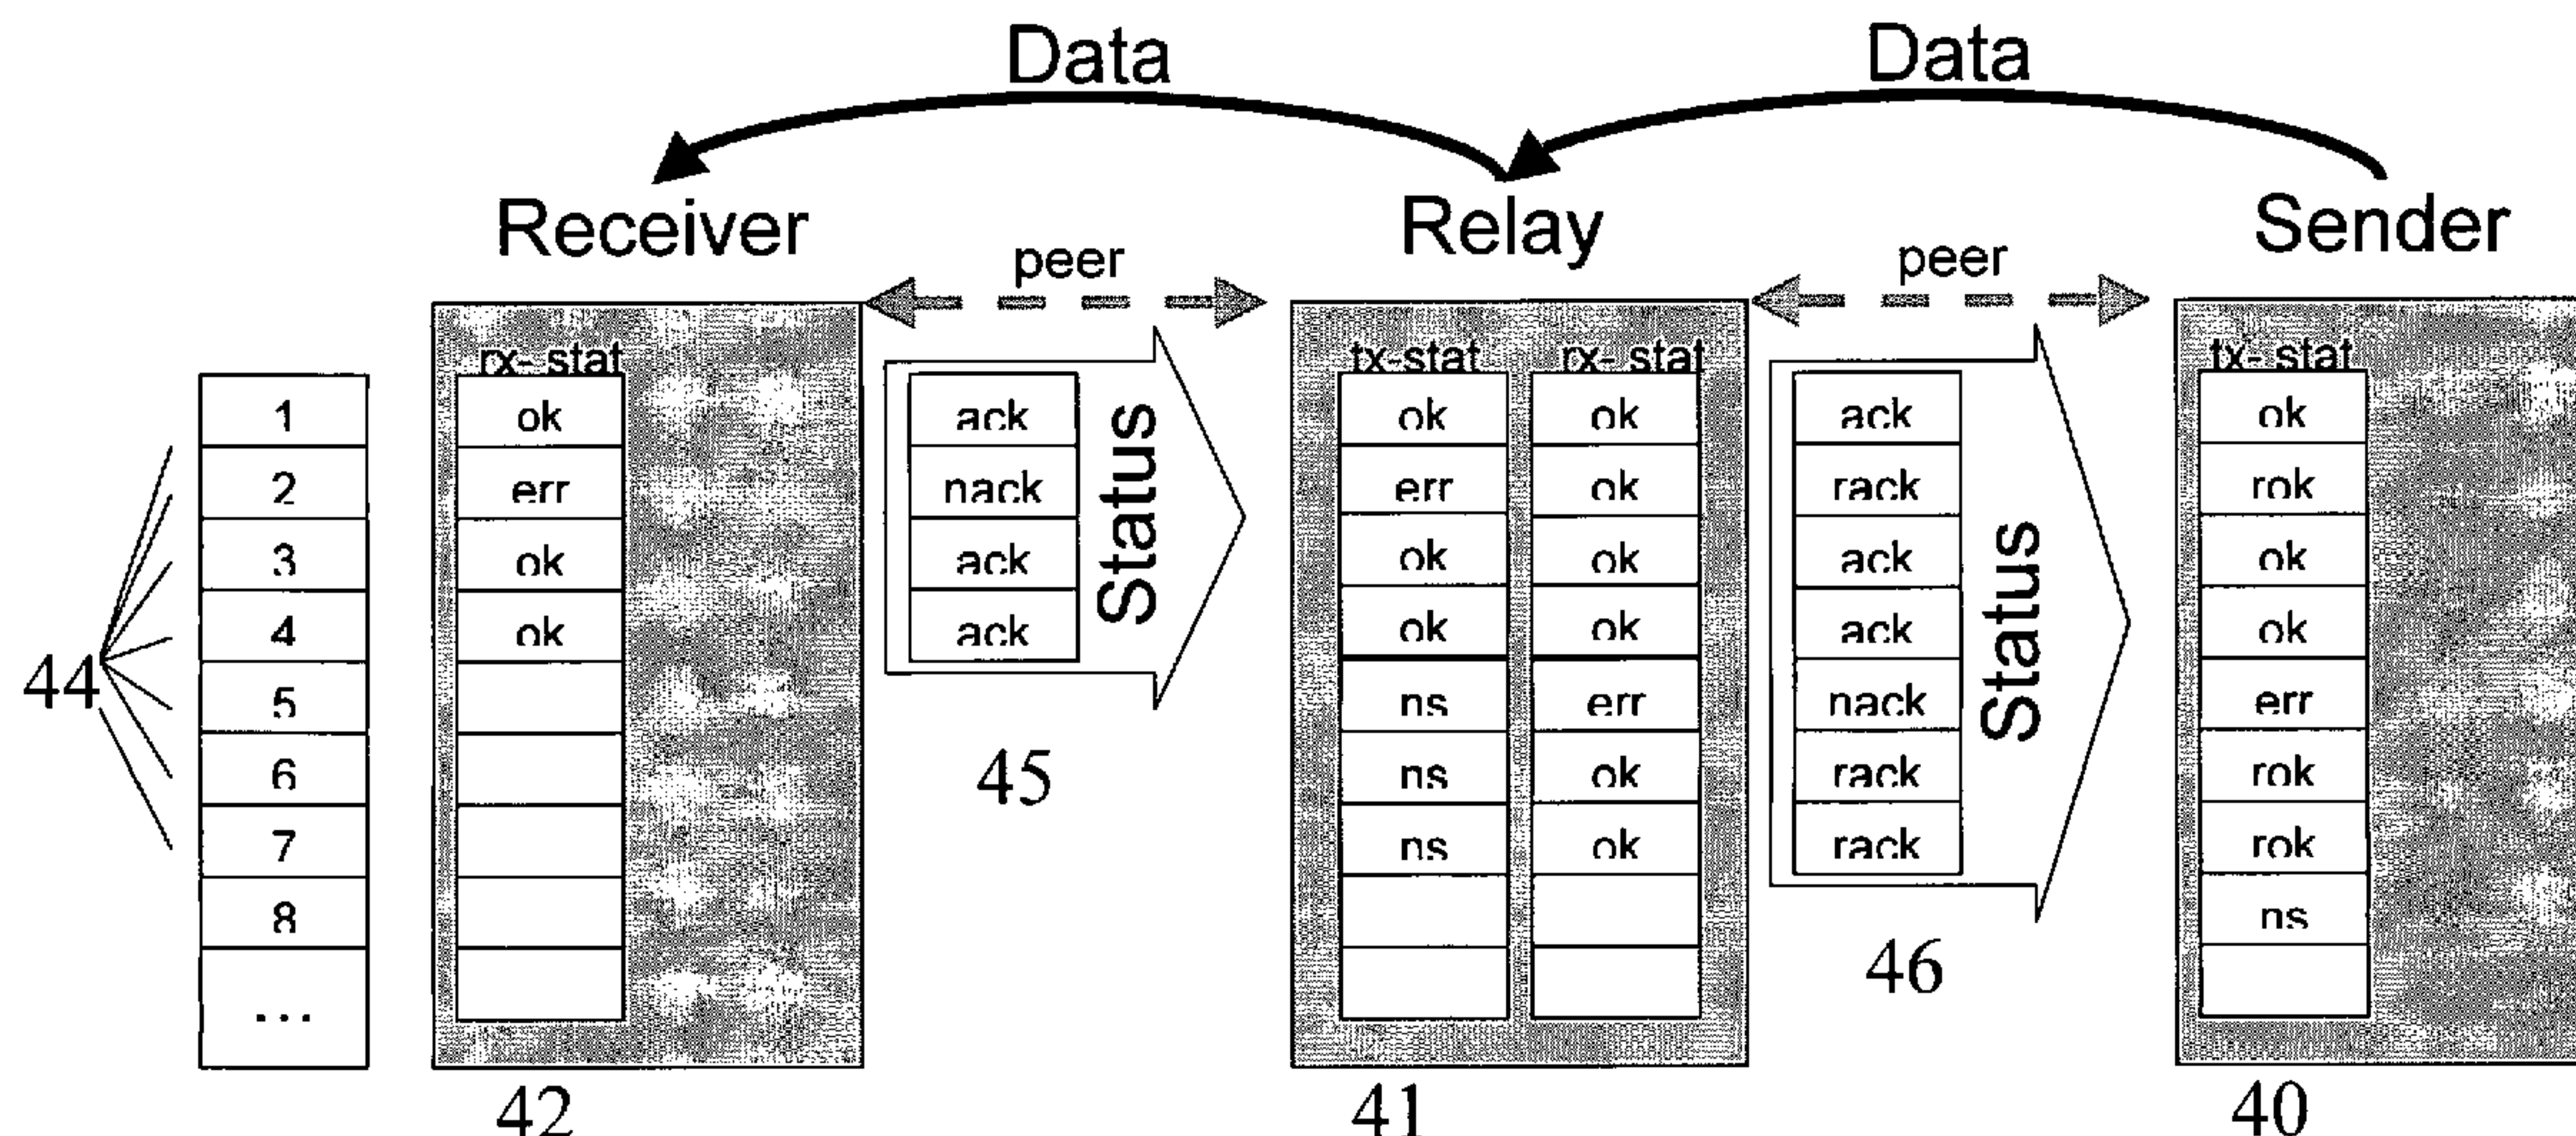 Data Data
Receiver Relay Sender
peer peer
rx- stat tx-stat rx- stat tx- stat
1 ok ack ok ok ack ok
2 err nack err ok rack rok
3 ok ack ok ok ack ok
4 ok ack ok ok ack ok
5 ns err nack err
6 ns ok rack rok
7 ns ok rack rok
8 ns
...
Status
Status
44
45
46
42 41 40